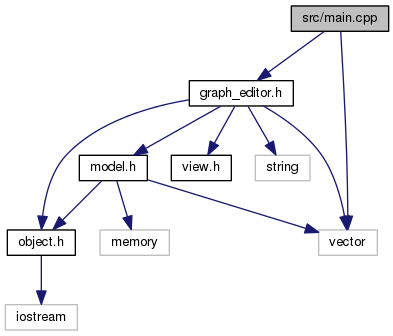 src/main.cpp
graph_editor.h
model.h
view.h
string
object.h
memory
vector
iostream